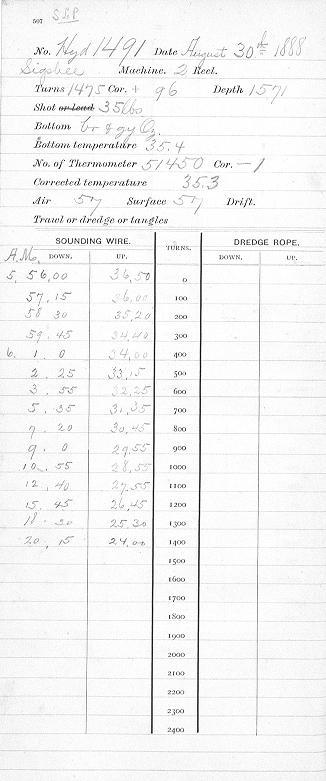 507 S&P
No. Hyd 1491 Date August 30th 1888
Sigsbee Machine. 2 Reel.
Turns 1475 Cor. + 96 Depth 1571
Shot or lead 35 lbs
Bottom br & gy Oz.
Bottom temperature 35.4
No. of Thermometer 51450 Cor. — 1
Corrected temperature 35.3
Air 57 Surface 57 Drift.
Trawl or dredge or tangles
SOUNDING WIRE. TURNS. DREDGE ROPE.
A.M. DOWN. UP. DOWN. UP.
5. 56,00 36,50 0
57. 15 36,00 100
58 30 35,20 200
59. 45 34,40 300
6. 1. 0 34,00 400
2. 25 33,15 500
3. 55 32,25 600
5. 35 31,35 700
7. 20 30,45 800
9. 0 29,55 900
10. 55 28,55 1000
12. 40 27,55 1100
15. 45 26,45 1200
18. 20 25,30 1300
20, 15 24,00 1400
1500
1600
1700
1800
1900
2000
2100
2200
2300
2400